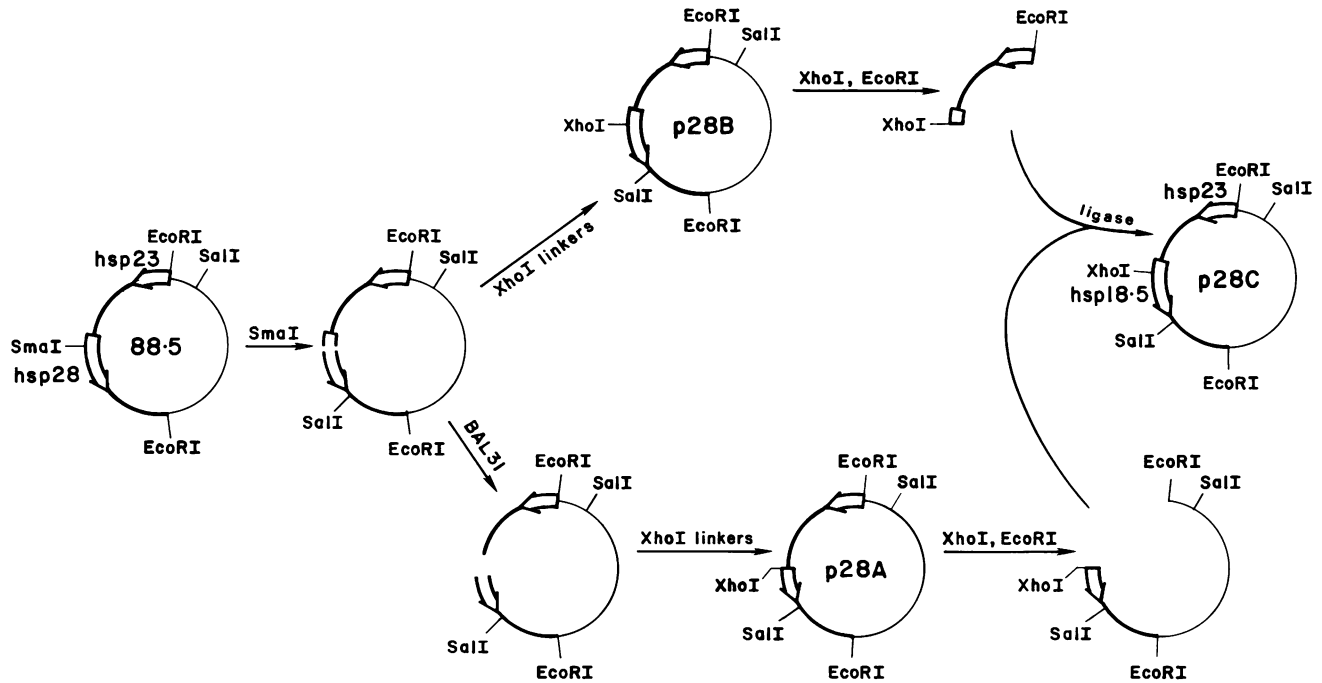 EcoRI
SalI
XhoI
p28B
SalI
EcoRI
XhoI, EcoRI
EcoRI
XhoI
ligase
hsp23
EcoRI
SalI
XhoI
hsp18·5
p28C
SalI
EcoRI
hsp23
EcoRI
SalI
SmaI
hsp28
88·5
EcoRI
SmaI
EcoRI
SalI
SalI
EcoRI
XhoI linkers
BAL31
EcoRI
SalI
SalI
EcoRI
XhoI linkers
EcoRI
SalI
XhoI
p28A
SalI
EcoRI
XhoI, EcoRI
EcoRI
SalI
XhoI
SalI
EcoRI